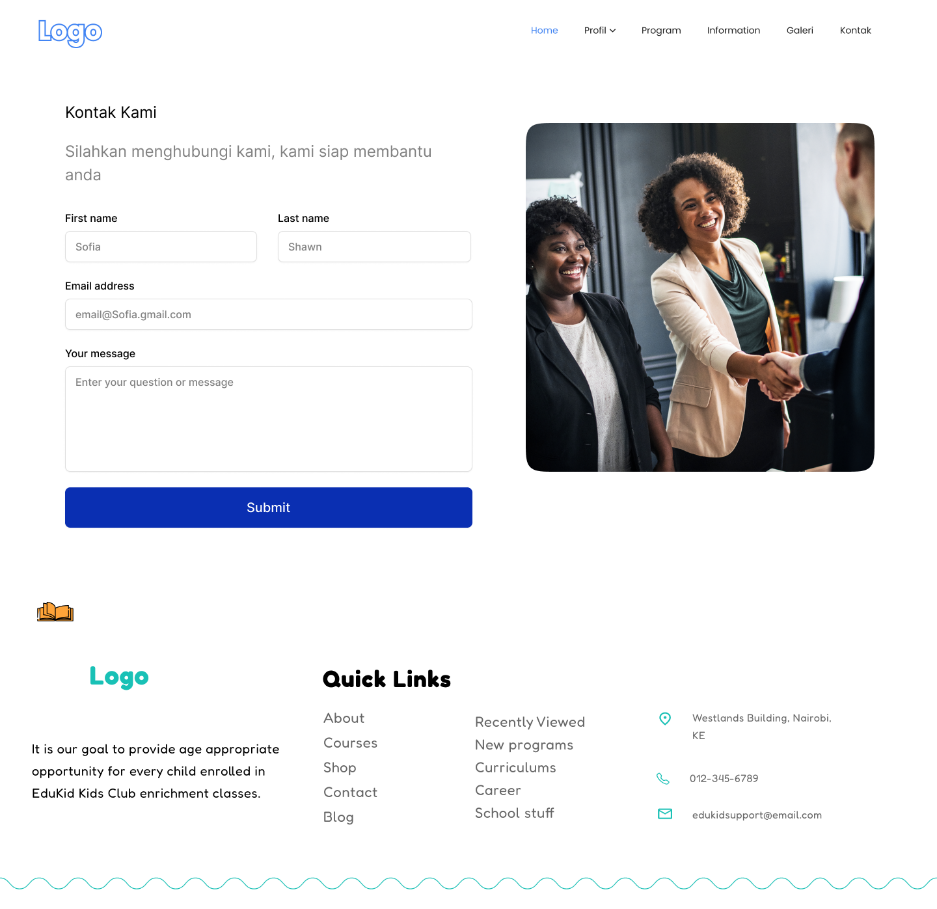 Logo
Home Profil Program Information Galeri Kontak
Kontak Kami
Silahkan menghubungi kami, kami siap membantu
anda
First name Last name
Sofia Shawn
Email address
email@Sofia.gmail.com
Your message
Enter your question or message
Submit
Logo
It is our goal to provide age appropriate
opportunity for every child enrolled in
EduKid Kids Club enrichment classes.
Quick Links
About
Courses
Shop
Contact
Blog
Recently Viewed
New programs
Curriculums
Career
School stuff
Westlands Building, Nairobi,
KE
012-345-6789
edukidsupport@email.com